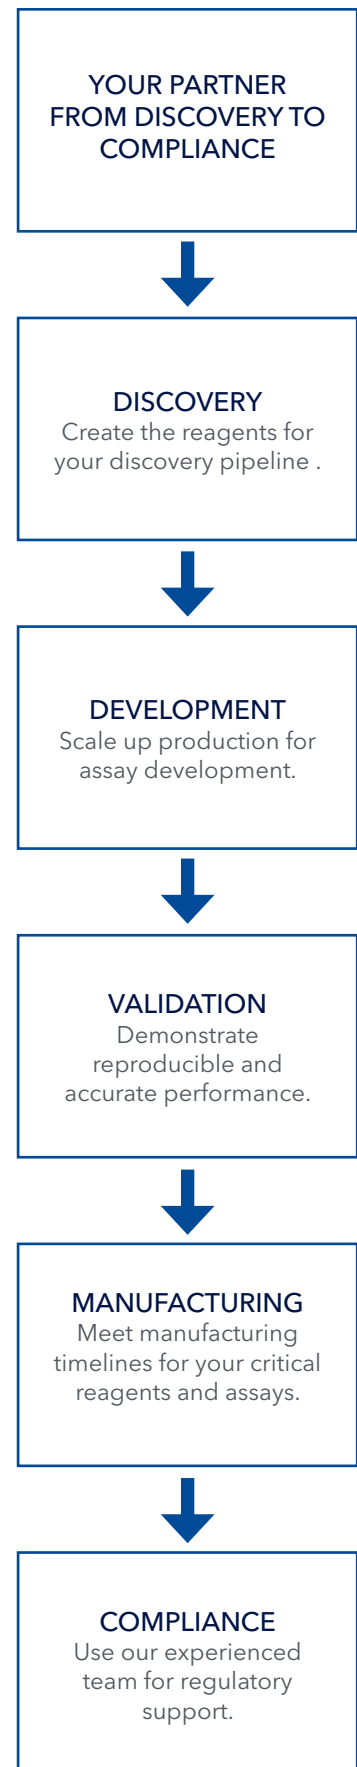 YOUR PARTNER
FROM DISCOVERY TO
COMPLIANCE
DISCOVERY
Create the reagents for
your discovery pipeline .
DEVELOPMENT
Scale up production for
assay development.
VALIDATION
Demonstrate
reproducible and
accurate performance.
MANUFACTURING
Meet manufacturing
timelines for your critical
reagents and assays.
COMPLIANCE
Use our experienced
team for regulatory
support.